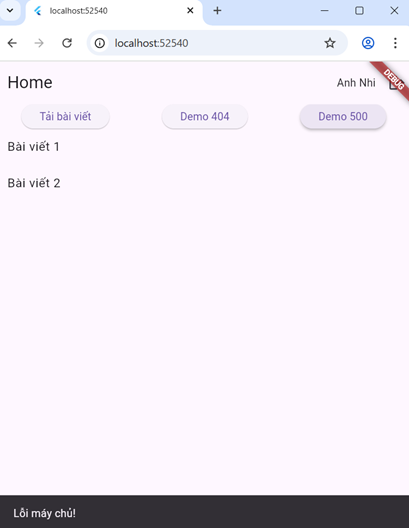 localhost:52540
localhost:52540
Home
Anh Nhi
DEBUG
Tải bài viết
Demo 404
Demo 500
Bài viết 1
Bài viết 2
Lỗi máy chủ!